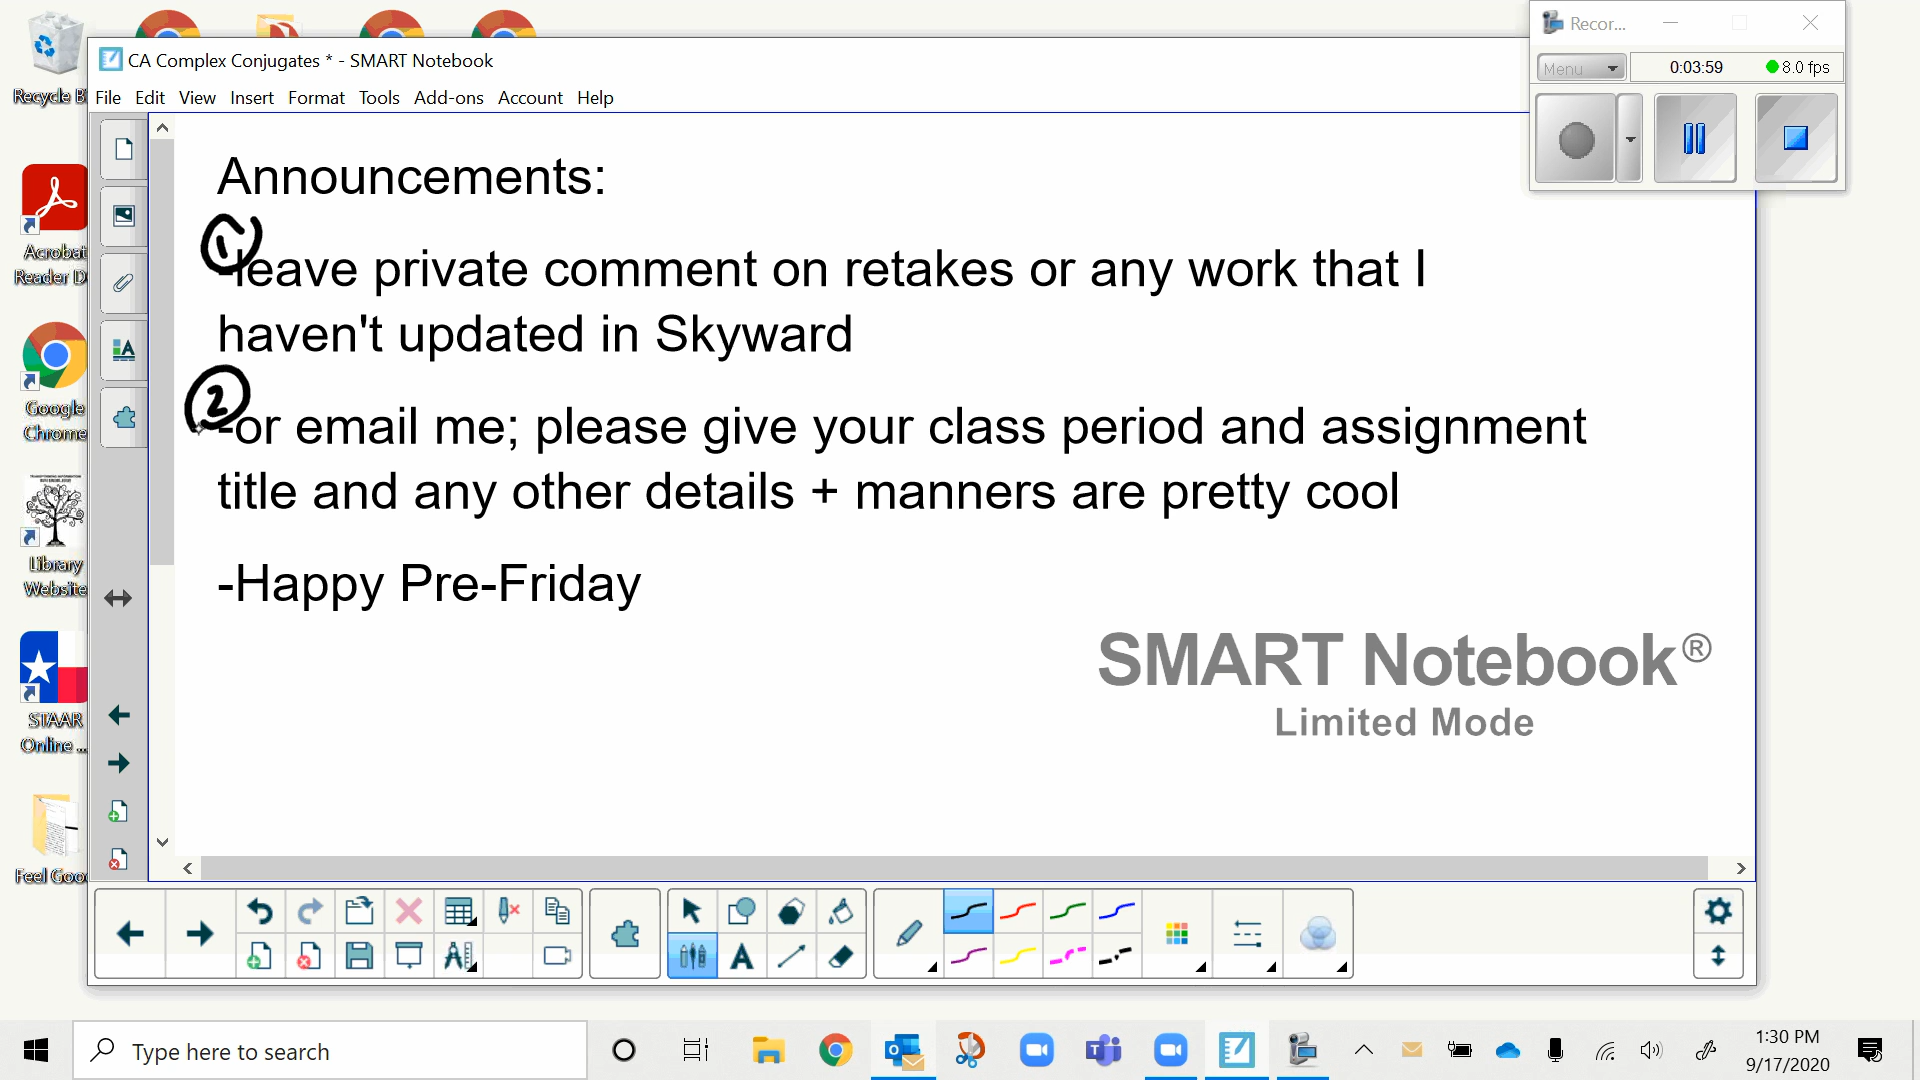 Recycle B
Acrobat
Reader D
Google
Chrome
Library
Website
STAAR
Online ...
Feel Goo
CA Complex Conjugates * - SMART Notebook
File Edit View Insert Format Tools Add-ons Account Help
Recor...
Menu
0:03:59
8.0 fps
Announcements:
1
-leave private comment on retakes or any work that I
haven't updated in Skyward
2
-or email me; please give your class period and assignment
title and any other details + manners are pretty cool
-Happy Pre-Friday
SMART Notebook®
Limited Mode
Type here to search
1:30 PM
9/17/2020